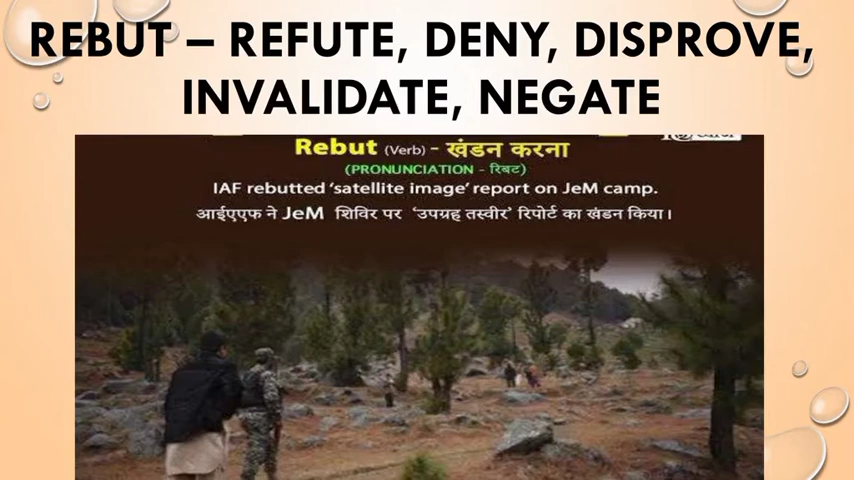 REBUT – REFUTE, DENY, DISPROVE,
INVALIDATE, NEGATE
Rebut (Verb) - खंडन करना
(PRONUNCIATION - रिबट)
IAF rebutted 'satellite image' report on JeM camp.
आईएएफ ने JeM शिविर पर 'उपग्रह तस्वीर' रिपोर्ट का खंडन किया।